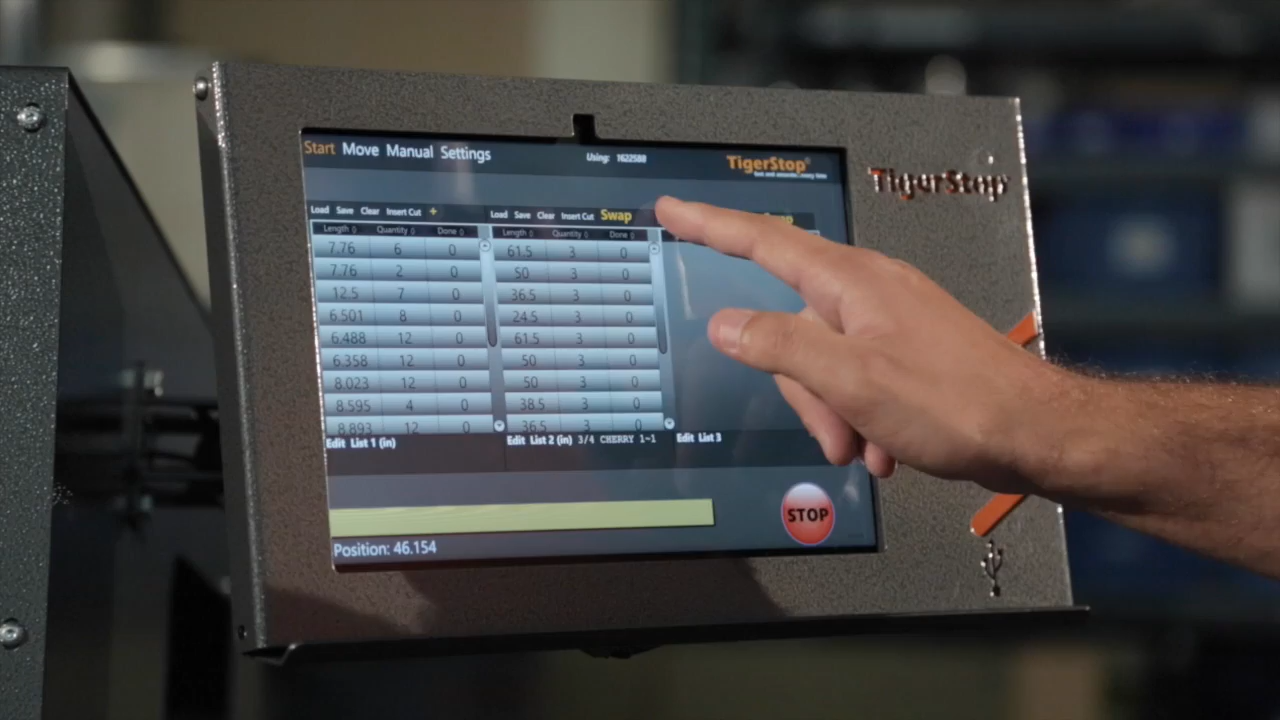 Start Move Manual Settings
Using: 1622588
TigerStop®
TigerStop®
Load Save Clear Insert Cut +
Load Save Clear Insert Cut Swap
Length Quantity Done
Length Quantity Done
7.76 6 0
61.5 3 0
7.76 2 0
50 3 0
12.5 7 0
36.5 3 0
6.501 8 0
24.5 3 0
6.488 12 0
61.5 3 0
6.358 12 0
50 3 0
8.023 12 0
50 3 0
8.595 4 0
38.5 3 0
8.893 12 0
36.5 3 0
Edit List 1 (in)
Edit List 2 (in) 3/4 CHERRY 1-1
Edit List 3
STOP
Position: 46.154